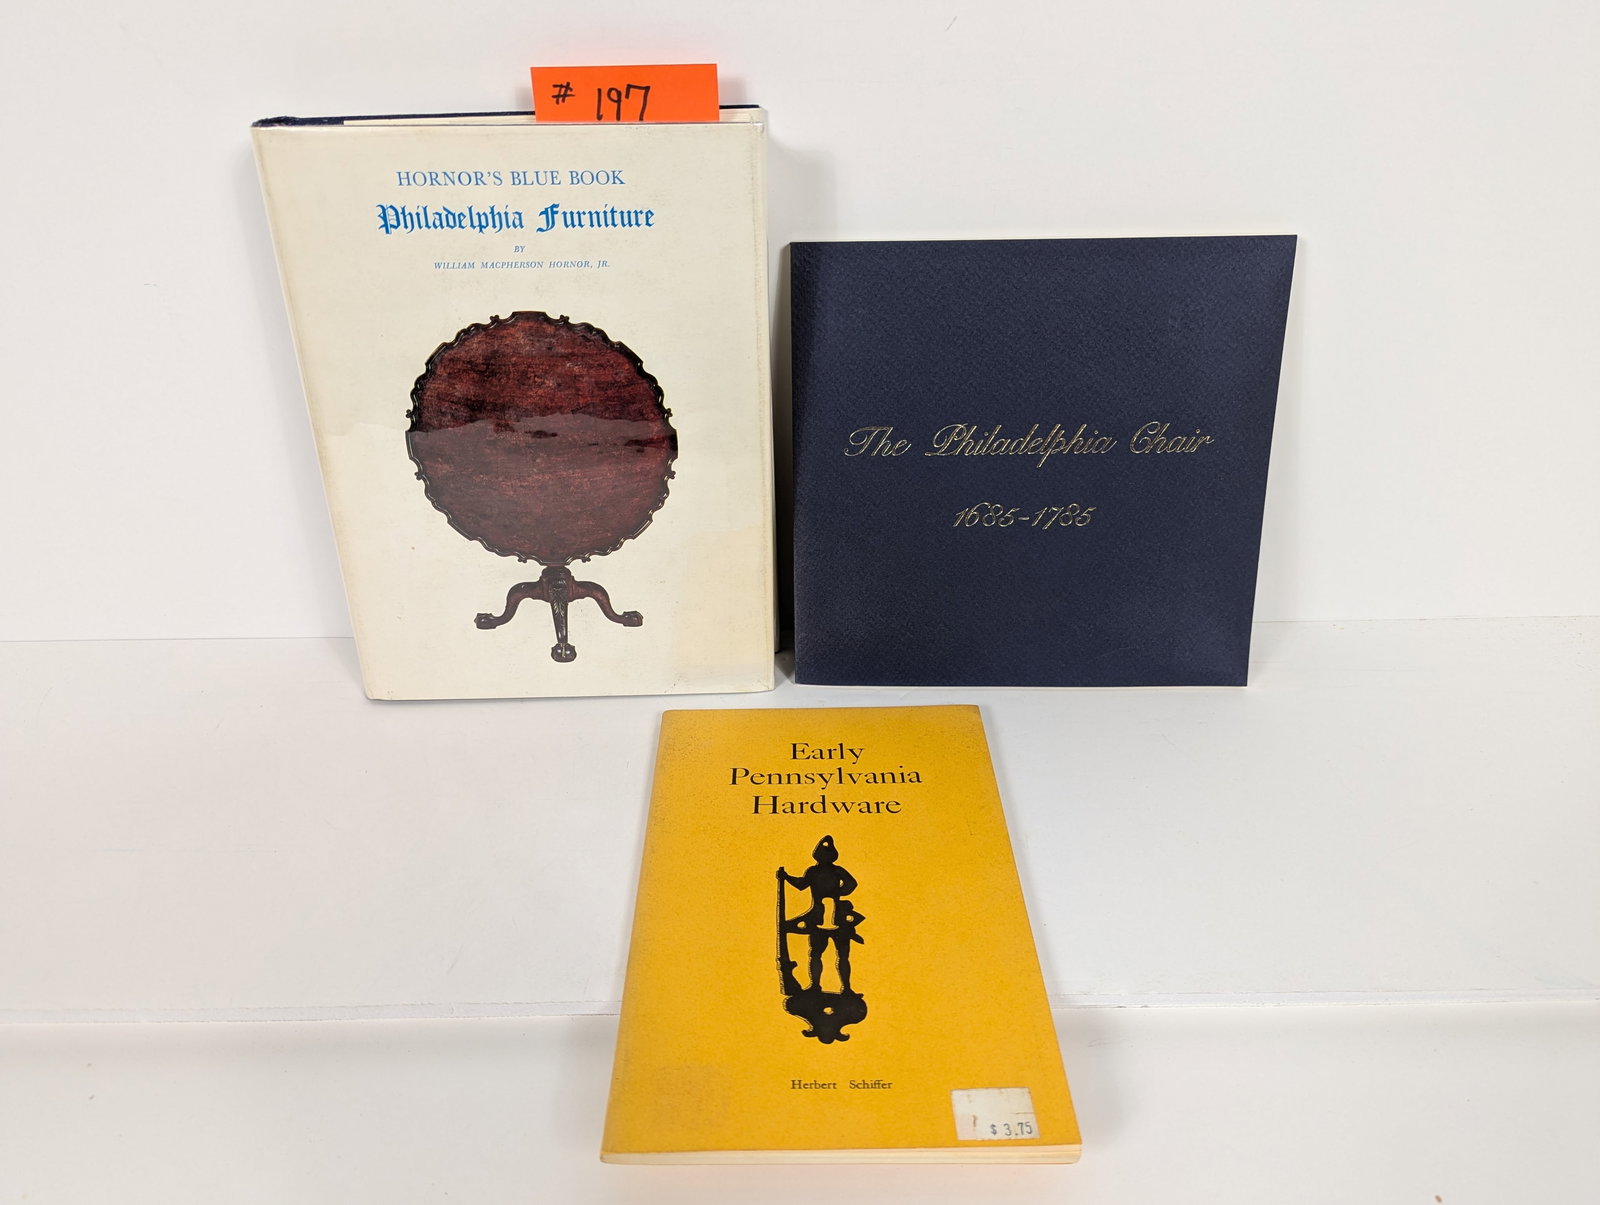 # 197
HORNOR'S BLUE BOOK
Philadelphia Furniture
BY
WILLIAM MACPHERSON HORNOR, JR.
The Philadelphia Chair
1685-1785
Early
Pennsylvania
Hardware
Herbert Schiffer
$ 3.75